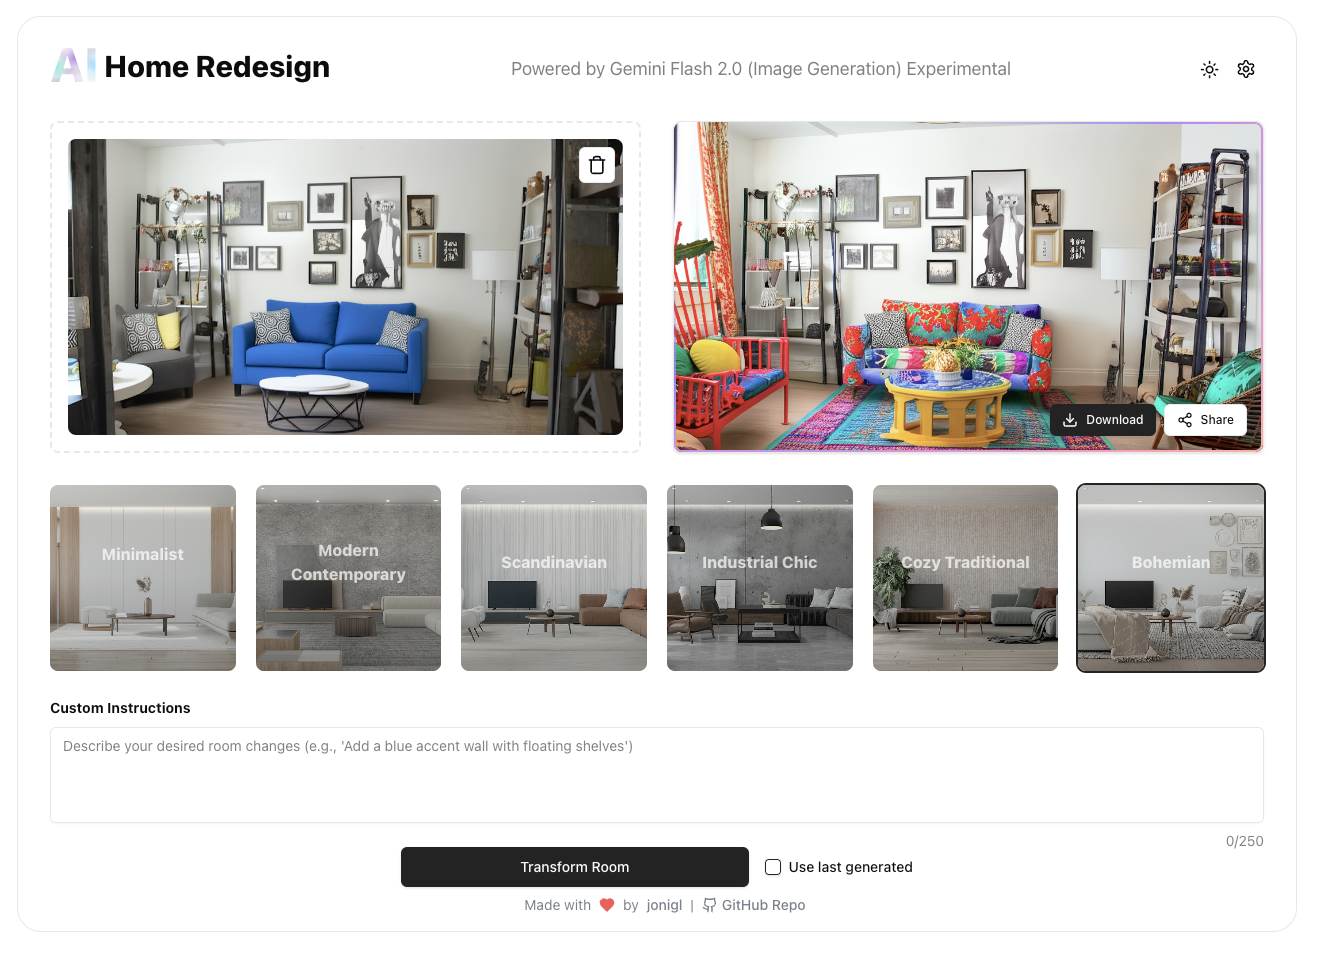 AI Home Redesign
Powered by Gemini Flash 2.0 (Image Generation) Experimental
Download
Share
Minimalist
Modern
Contemporary
Scandinavian
Industrial Chic
Cozy Traditional
Bohemian
Custom Instructions
Describe your desired room changes (e.g., 'Add a blue accent wall with floating shelves')
0/250
Transform Room
Use last generated
Made with ❤️ by jonigl | GitHub Repo